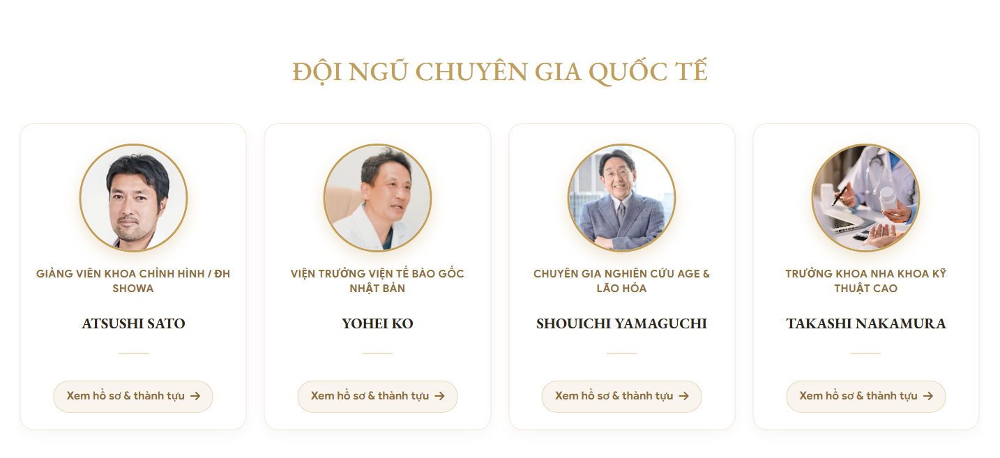 ĐỘI NGŨ CHUYÊN GIA QUỐC TẾ
GIẢNG VIÊN KHOA CHỈNH HÌNH / ĐH
SHOWA
ATSUSHI SATO
Xem hồ sơ & thành tựu →
VIỆN TRƯỞNG VIỆN TẾ BÀO GỐC
NHẬT BẢN
YOHEI KO
Xem hồ sơ & thành tựu →
CHUYÊN GIA NGHIÊN CỨU AGE &
LÃO HÓA
SHOUICHI YAMAGUCHI
Xem hồ sơ & thành tựu →
TRƯỞNG KHOA NHA KHOA KỸ
THUẬT CAO
TAKASHI NAKAMURA
Xem hồ sơ & thành tựu →